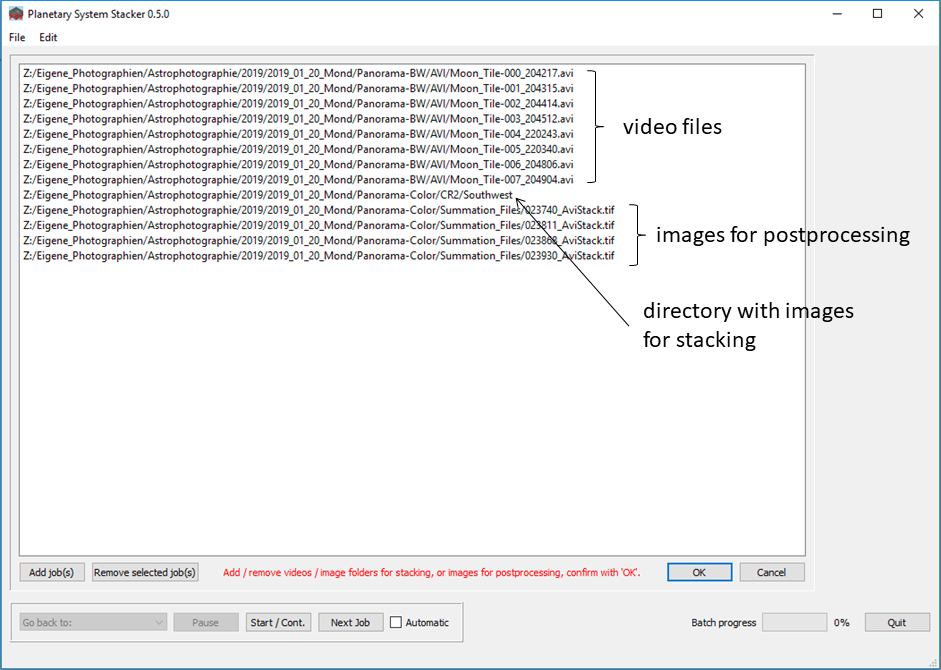 Planetary System Stacker 0.5.0
File Edit
Z:/Eigene_Photographien/Astrophotographie/2019/2019_01_20_Mond/Panorama-BW/AVI/Moon_Tile-000_204217.avi
Z:/Eigene_Photographien/Astrophotographie/2019/2019_01_20_Mond/Panorama-BW/AVI/Moon_Tile-001_204315.avi
Z:/Eigene_Photographien/Astrophotographie/2019/2019_01_20_Mond/Panorama-BW/AVI/Moon_Tile-002_204414.avi
Z:/Eigene_Photographien/Astrophotographie/2019/2019_01_20_Mond/Panorama-BW/AVI/Moon_Tile-003_204512.avi
Z:/Eigene_Photographien/Astrophotographie/2019/2019_01_20_Mond/Panorama-BW/AVI/Moon_Tile-004_220243.avi
Z:/Eigene_Photographien/Astrophotographie/2019/2019_01_20_Mond/Panorama-BW/AVI/Moon_Tile-005_220340.avi
Z:/Eigene_Photographien/Astrophotographie/2019/2019_01_20_Mond/Panorama-BW/AVI/Moon_Tile-006_204806.avi
Z:/Eigene_Photographien/Astrophotographie/2019/2019_01_20_Mond/Panorama-BW/AVI/Moon_Tile-007_204904.avi
Z:/Eigene_Photographien/Astrophotographie/2019/2019_01_20_Mond/Panorama-Color/CR2/Southwest
Z:/Eigene_Photographien/Astrophotographie/2019/2019_01_20_Mond/Panorama-Color/Summation_Files/023740_AviStack.tif
Z:/Eigene_Photographien/Astrophotographie/2019/2019_01_20_Mond/Panorama-Color/Summation_Files/023811_AviStack.tif
Z:/Eigene_Photographien/Astrophotographie/2019/2019_01_20_Mond/Panorama-Color/Summation_Files/023868_AviStack.tif
Z:/Eigene_Photographien/Astrophotographie/2019/2019_01_20_Mond/Panorama-Color/Summation_Files/023930_AviStack.tif
video files
images for postprocessing
directory with images
for stacking
Add job(s) Remove selected job(s) Add / remove videos / image folders for stacking, or images for postprocessing, confirm with 'OK'. OK Cancel
Go back to: Pause Start / Cont. Next Job Automatic Batch progress 0% Quit